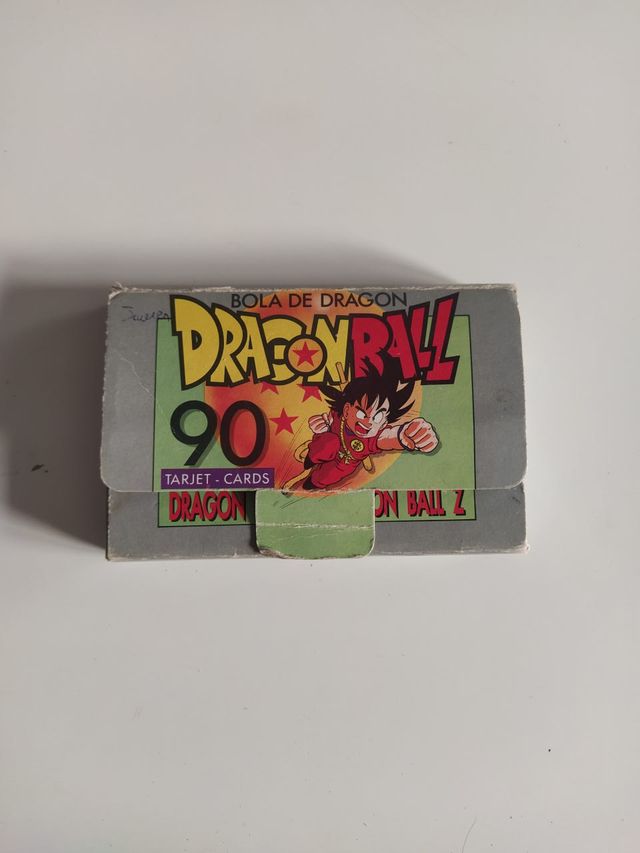 BOLA DE DRAGON
DRAGON BALL
90
TARJET - CARDS
DRAGON ON BALL Z